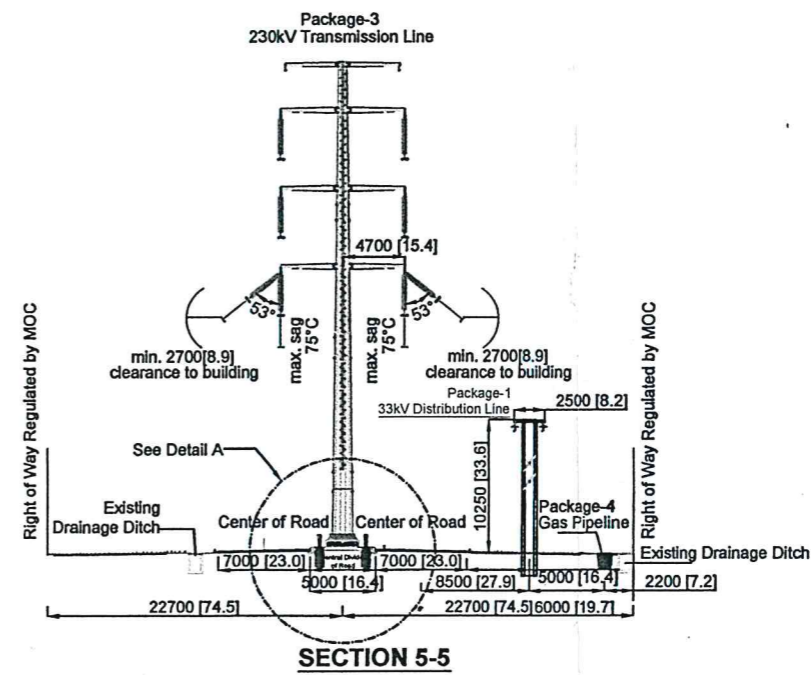 Package-3
230kV Transmission Line
4700 [15.4]
53°
53°
max. sag
75°C
max. sag
75°C
min. 2700[8.9]
clearance to building
min. 2700[8.9]
clearance to building
Right of Way Regulated by MOC
Right of Way Regulated by MOC
Package-1
33kV Distribution Line
2500 [8.2]
10250 [33.6]
See Detail A
Existing
Drainage Ditch
Center of Road
Center of Road
Package-4
Gas Pipeline
Existing Drainage Ditch
of Road
7000 [23.0]
7000 [23.0]
5000 [16.4]
8500 [27.9]
5000 [16.4]
2200 [7.2]
22700 [74.5]
22700 [74.5]
6000 [19.7]
SECTION 5-5